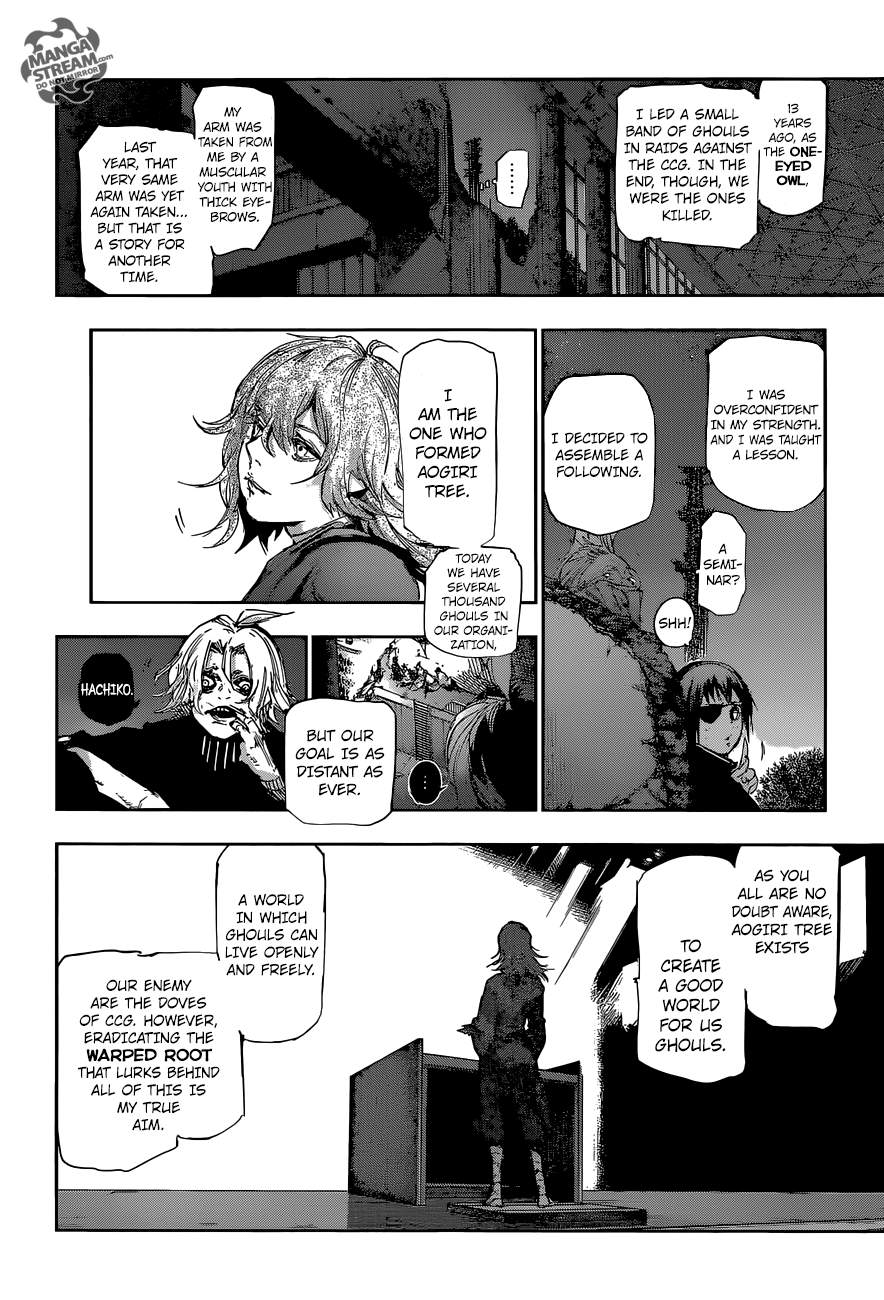 MANGA
STREAM.com
DO NOT MIRROR
13
YEARS
AGO, AS
THE ONE-
EYED
OWL,
I LED A SMALL
BAND OF GHOULS
IN RAIDS AGAINST
THE CCG. IN THE
END, THOUGH, WE
WERE THE ONES
KILLED.
......
MY
ARM WAS
TAKEN FROM
ME BY A
MUSCULAR
YOUTH WITH
THICK EYE-
BROWS.
LAST
YEAR, THAT
VERY SAME
ARM WAS YET
AGAIN TAKEN...
BUT THAT IS
A STORY FOR
ANOTHER
TIME.
I WAS
OVERCONFIDENT
IN MY STRENGTH.
AND I WAS TAUGHT
A LESSON.
I DECIDED TO
ASSEMBLE A
FOLLOWING.
A
SEMI-
NAR?
SHH!
I
AM THE
ONE WHO
FORMED
AOGIRI
TREE.
TODAY
WE HAVE
SEVERAL
THOUSAND
GHOULS IN
OUR ORGANI-
ZATION,
BUT OUR
GOAL IS AS
DISTANT AS
EVER.
...
HACHIKO.
AS YOU
ALL ARE NO
DOUBT AWARE,
AOGIRI TREE
EXISTS
TO
CREATE
A GOOD
WORLD
FOR US
GHOULS.
A WORLD
IN WHICH
GHOULS CAN
LIVE OPENLY
AND FREELY.
OUR ENEMY
ARE THE DOVES
OF CCG. HOWEVER,
ERADICATING THE
WARPED ROOT
THAT LURKS BEHIND
ALL OF THIS IS
MY TRUE
AIM.